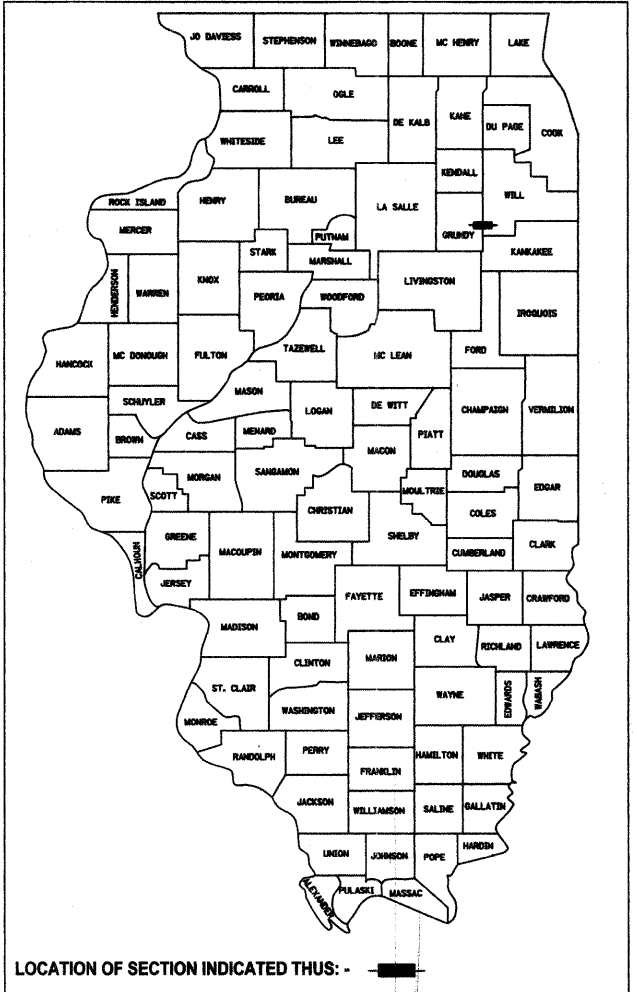 JO DAVIESS
STEPHENSON
WINNEBAGO
BOONE
MC HENRY
LAKE
CARROLL
OGLE
DE KALB
KANE
DU PAGE
COOK
WHITESIDE
LEE
KENDALL
WILL
ROCK ISLAND
HENRY
BUREAU
LA SALLE
GRUNDY
MERCER
PUTNAM
STARK
MARSHALL
KANKAKEE
HENDERSON
WARREN
KNOX
PEORIA
WOODFORD
LIVINGSTON
IROQUOIS
HANCOCK
MC DONOUGH
FULTON
TAZEWELL
MC LEAN
FORD
MASON
SCHUYLER
LOGAN
DE WITT
CHAMPAIGN
VERMILION
ADAMS
BROWN
CASS
MENARD
PIATT
MACON
SANGAMON
MORGAN
DOUGLAS
EDGAR
PIKE
SCOTT
MOULTRIE
CHRISTIAN
COLES
GREENE
MACOUPIN
MONTGOMERY
SHELBY
CLARK
CUMBERLAND
CALHOUN
JERSEY
FAYETTE
EFFINGHAM
JASPER
CRAWFORD
MADISON
BOND
CLAY
RICHLAND
LAWRENCE
CLINTON
MARION
ST. CLAIR
WAYNE
EDWARDS
WABASH
WASHINGTON
JEFFERSON
MONROE
RANDOLPH
PERRY
HAMILTON
WHITE
FRANKLIN
JACKSON
WILLIAMSON
SALINE
GALLATIN
UNION
JOHNSON
POPE
HARDIN
ALEXANDER
PULASKI
MASSAC
LOCATION OF SECTION INDICATED THUS: -